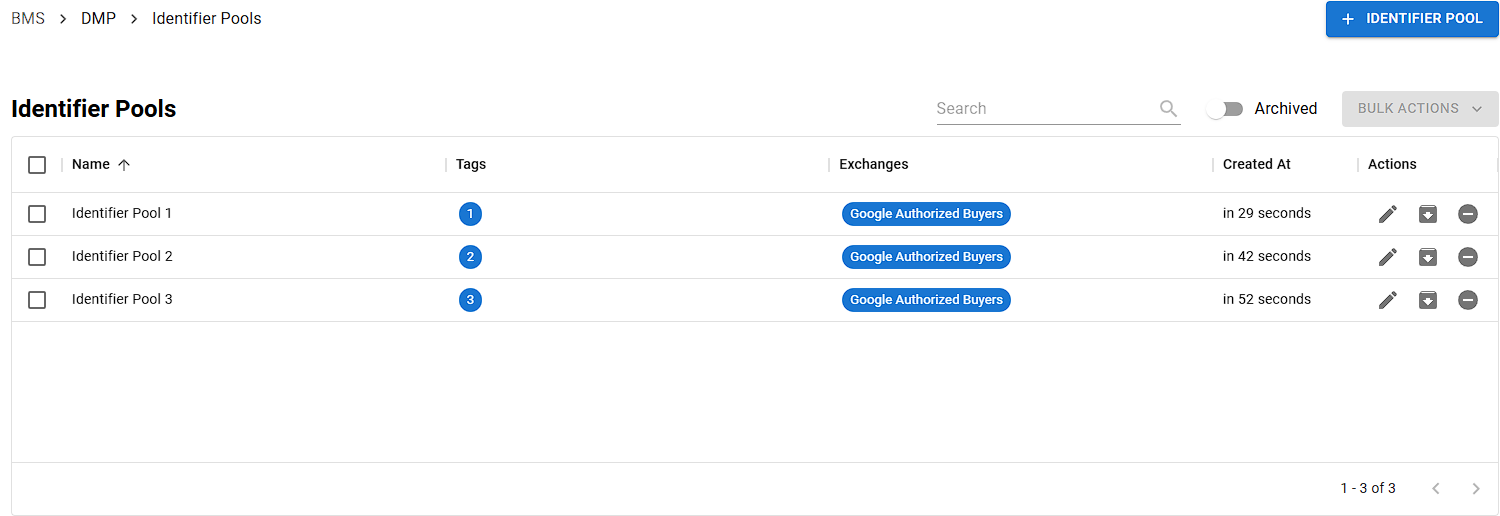 BMS > DMP > Identifier Pools
+ IDENTIFIER POOL
Identifier Pools
Search
Archived
BULK ACTIONS
Name Tags Exchanges Created At Actions
Identifier Pool 1 1 Google Authorized Buyers in 29 seconds
Identifier Pool 2 2 Google Authorized Buyers in 42 seconds
Identifier Pool 3 3 Google Authorized Buyers in 52 seconds
1 - 3 of 3